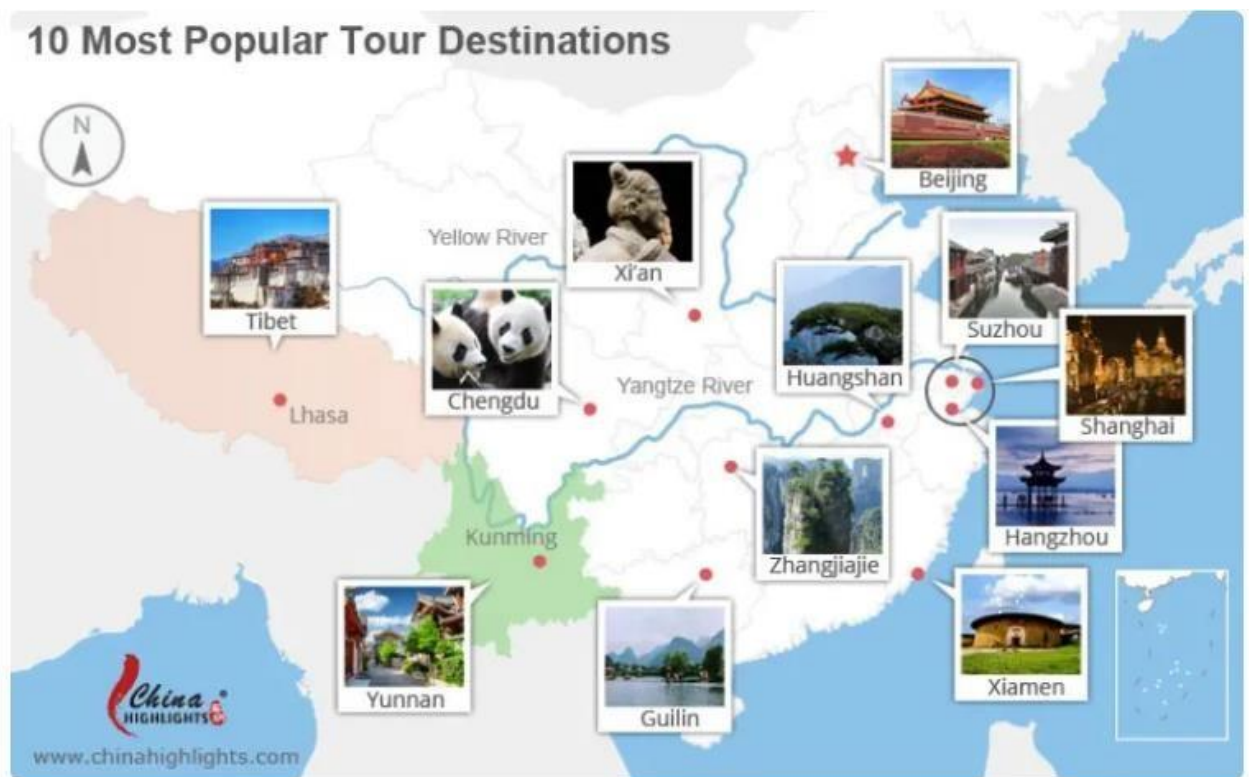 10 Most Popular Tour Destinations
N
Beijing
Yellow River
Xi'an
Tibet
Suzhou
Chengdu
Yangtze River
Huangshan
Lhasa
Shanghai
Kunming
Hangzhou
Zhangjiajie
Yunnan
Guilin
Xiamen
China
HIGHLIGHTS
www.chinahighlights.com